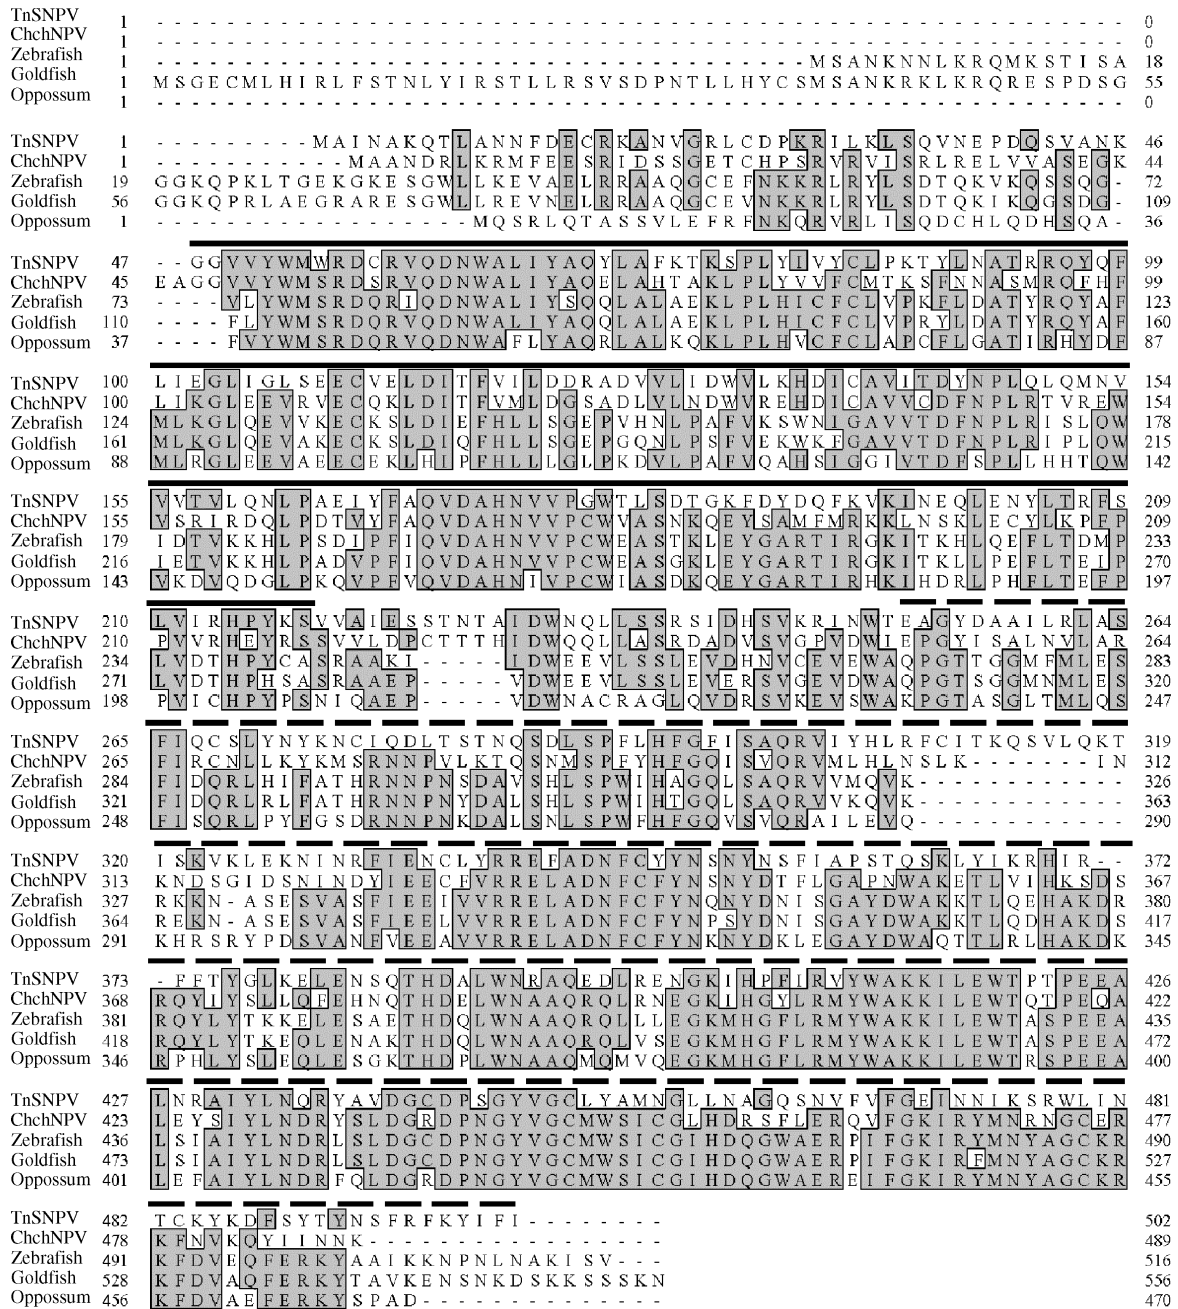 TnSNPV 1 ------------------------------------------------------- 0
ChchNPV 1 ------------------------------------------------------- 0
Zebrafish 1 -------------------------------------MSANKNNLKRQMKSTISA 18
Goldfish 1 MSGECMLHIRLFSTNLYIRSTLLRSVSDPNTLLHYCSMSANKRKLKRQRESPDSG 55
Oppossum 1 ------------------------------------------------------- 0
TnSNPV 1 ---------MAINAKQTLANNFDECRKANVGRLCDPKRILKLSQVNEPDQSVANK 46
ChchNPV 1 -----------MAANDRLKRMFEESRIDSSGETCHPSRVRVISRLRELVVASEGK 44
Zebrafish 19 GGKQPKLTGEKGKESGWLLKEVAELRRAAQGCEFNKKRLRYLSDTQKVKQSSQG- 72
Goldfish 56 GGKQPRLAEGRARESGWLLREVNELRRAAQGCEVNKKRLRYLSDTQKIKQGSDG- 109
Oppossum 1 ------------------MQSRLQTASSVLEFRFNKQRVRLISQDCHLQDHSQA- 36
TnSNPV 47 --GGVVYWMWRDCRVQDNWALIYAQYLAFKTKSPLYIVYCLPKTYLNATRRQYQF 99
ChchNPV 45 EAGGVVYWMSRDSRVQDNWALIYAQELAHTAKLPLYVVFCMTKSFNNASMRQFHF 99
Zebrafish 73 ----VLYWMSRDQRIQDNWALIYSQQLALAEKLPLHICFCLVPKFLDATYRQYAF 123
Goldfish 110 ----FLYWMSRDQRVQDNWALIYAQQLALAEKLPLHICFCLVPRYLDATYRQYAF 160
Oppossum 37 ----FVYWMSRDQRVQDNWAFLYAQRLALKQKLPLHVCFCLAPCFLGATIRHYDF 87
TnSNPV 100 LIEGLIGLSEECVELDITFVILDDRADVVLIDWVLKHDICAVITDYNPLQLQMNV 154
ChchNPV 100 LIKGLEEVRVECQKLDITFVMLDGSADLVLNDWVREHDICAVVCDFNPLRTVREW 154
Zebrafish 124 MLKGLQEVVKECKSLDIEFHLLSGEPVHNLPAFVKSWNIGAVVTDFNPLRISLQW 178
Goldfish 161 MLKGLQEVAKECKSLDIQFHLLSGEPGQNLPSFVEKWKFGAVVTDFNPLRIPLQW 215
Oppossum 88 MLRGLEEVAEECEKLHIPFHLLLGLPKDVLPAFVQAHSIGGIVTDFSPLLHHTQW 142
TnSNPV 155 VVTVLQNLPAEIYFAQVDAHNVVPGWTLSDTGKFDYDQFKVKINEQLENYLTRFS 209
ChchNPV 155 VSRIRDQLPDTVYFAQVDAHNVVPCWVASNKQEYSAMFMRKKLNSKLECYLKPFP 209
Zebrafish 179 IDTVKKHLPSDIPFIQVDAHNVVPCWEASTKLEYGARTIRGKITKHLQEFLTDMP 233
Goldfish 216 IETVKKHLPADVPFIQVDAHNVVPCWEASNKLEYGARTIRGKITKLLPEFLTEIP 270
Oppossum 143 VKDVQDGLPKQVPFVQVDAHNIVPCWIASDKQEYGARTIRHKIHDRLPHFLTEFP 197
TnSNPV 210 LVIRHPYKSVVAIESSTNTAIDWNQLLSSRSIDHSVKRINWTEAGYDAAILRLAS 264
ChchNPV 210 PVVRHEYRSVVVLDPCTTTHIDWQQLLASRDADVSVGPVDWIEPGYISALNVLAR 264
Zebrafish 234 LVDTHPYCASRAAKI-----IDWEEVLSSLEVDHNVCEVEWAQPGTTGGMFMLES 283
Goldfish 271 LVDTHPHSASRAAEP-----VDWEEVLSSLEVERSVGEVDWAQPGTSGGMNMLES 320
Oppossum 198 PVICHPYPSNIQAEP-----VDWNACRAGLQVDRSVKEVSWAKPGTASGLTMLQS 247
TnSNPV 265 FIQCSLYNYKNCIQDLTSTNQSDLSPFLHFGFISAQRVIYHLRFCITKQSVLQKT 319
ChchNPV 265 FIRCNLLKYKMSRNNPVLKTQSNMSPFYHFGQISVQRVMLHLNSLK-------IN 312
Zebrafish 284 FIDQRLHIFATHRNNPNSDAVSHLSPWIHAGQLSAQRVVMQVK------------ 326
Goldfish 321 FIDQRLRLFATHRNNPNYDALSHLSPWIHTGQLSAQRVVKQVK------------ 363
Oppossum 248 FISQRLPYFGSDRNNPNKDALSNLSPWFHFGQVSVQRAILEVQ------------ 290
TnSNPV 320 ISKVKLEKNINRFIENCLYRREFADNFCYYNSNYNSFIAPSTQSKLYIKRHIR-- 372
ChchNPV 313 KNDSGIDSNINDYIEECFVRRELADNFCFYNSNYDTFLGAPNWAKETLVIHKSDS 367
Zebrafish 327 RKKN-ASESVASFIEEIVVRRELADNFCFYNQNYDNISGAYDWAKKTLQEHAKDR 380
Goldfish 364 REKN-ASESVASFIEELVVRRELADNFCFYNPSYDNISGAYDWAKKTLQDHAKDS 417
Oppossum 291 KHRSRYPDSVANFVEEAVVRRELADNFCFYNKNYDKLEGAYDWAQTTLRLHAKDK 345
TnSNPV 373 -FFTYGLKELENSQTHDALWNRAQEDLRENGKIHPFIRVYWAKKILEWTPTPEEA 426
ChchNPV 368 RQYIYSLLQFEHNQTHDELWNAAQRQLRNEGKIHGYLRMYWAKKILEWTQTPEQA 422
Zebrafish 381 RQYLYTKKELESAETHDQLWNAAQRQLLLEGKMHGFLRMYWAKKILEWTASPEEA 435
Goldfish 418 RQYLYTKEQLENAKTHDQLWNAAQRQLVSEGKMHGFLRMYWAKKILEWTASPEEA 472
Oppossum 346 RPHLYSLEQLESGKTHDPLWNAAQMQMVQEGKMHGFLRMYWAKKILEWTRSPEEA 400
TnSNPV 427 LNRAIYLNQRYAVDGCDPSGYVGCLYAMNGLLNAGQSNVFVFGEINNIKSRWLIN 481
ChchNPV 423 LEYSIYLNDRYSLDGRDPNGYVGCMWSICGLHDRSFLERQVFGKIRYMNRNGCER 477
Zebrafish 436 LSIAIYLNDRLSLDGCDPNGYVGCMWSICGIHDQGWAERPIFGKIRYMNYAGCKR 490
Goldfish 473 LSIAIYLNDRLSLDGCDPNGYVGCMWSICGIHDQGWAERPIFGKIRFMNYAGCKR 527
Oppossum 401 LEFAIYLNDRFQLDGRDPNGYVGCMWSICGIHDQGWAEREIFGKIRYMNYAGCKR 455
TnSNPV 482 TCKYKDFSYTYNSFRFKYIFI-------- 502
ChchNPV 478 KFNVKQYIINNK----------------- 489
Zebrafish 491 KFDVEQFERKYAAIKKNPNLNAKISV--- 516
Goldfish 528 KFDVAQFERKYTAVKENSNKDSKKSSSKN 556
Oppossum 456 KFDVAEFERKYSPAD-------------- 470